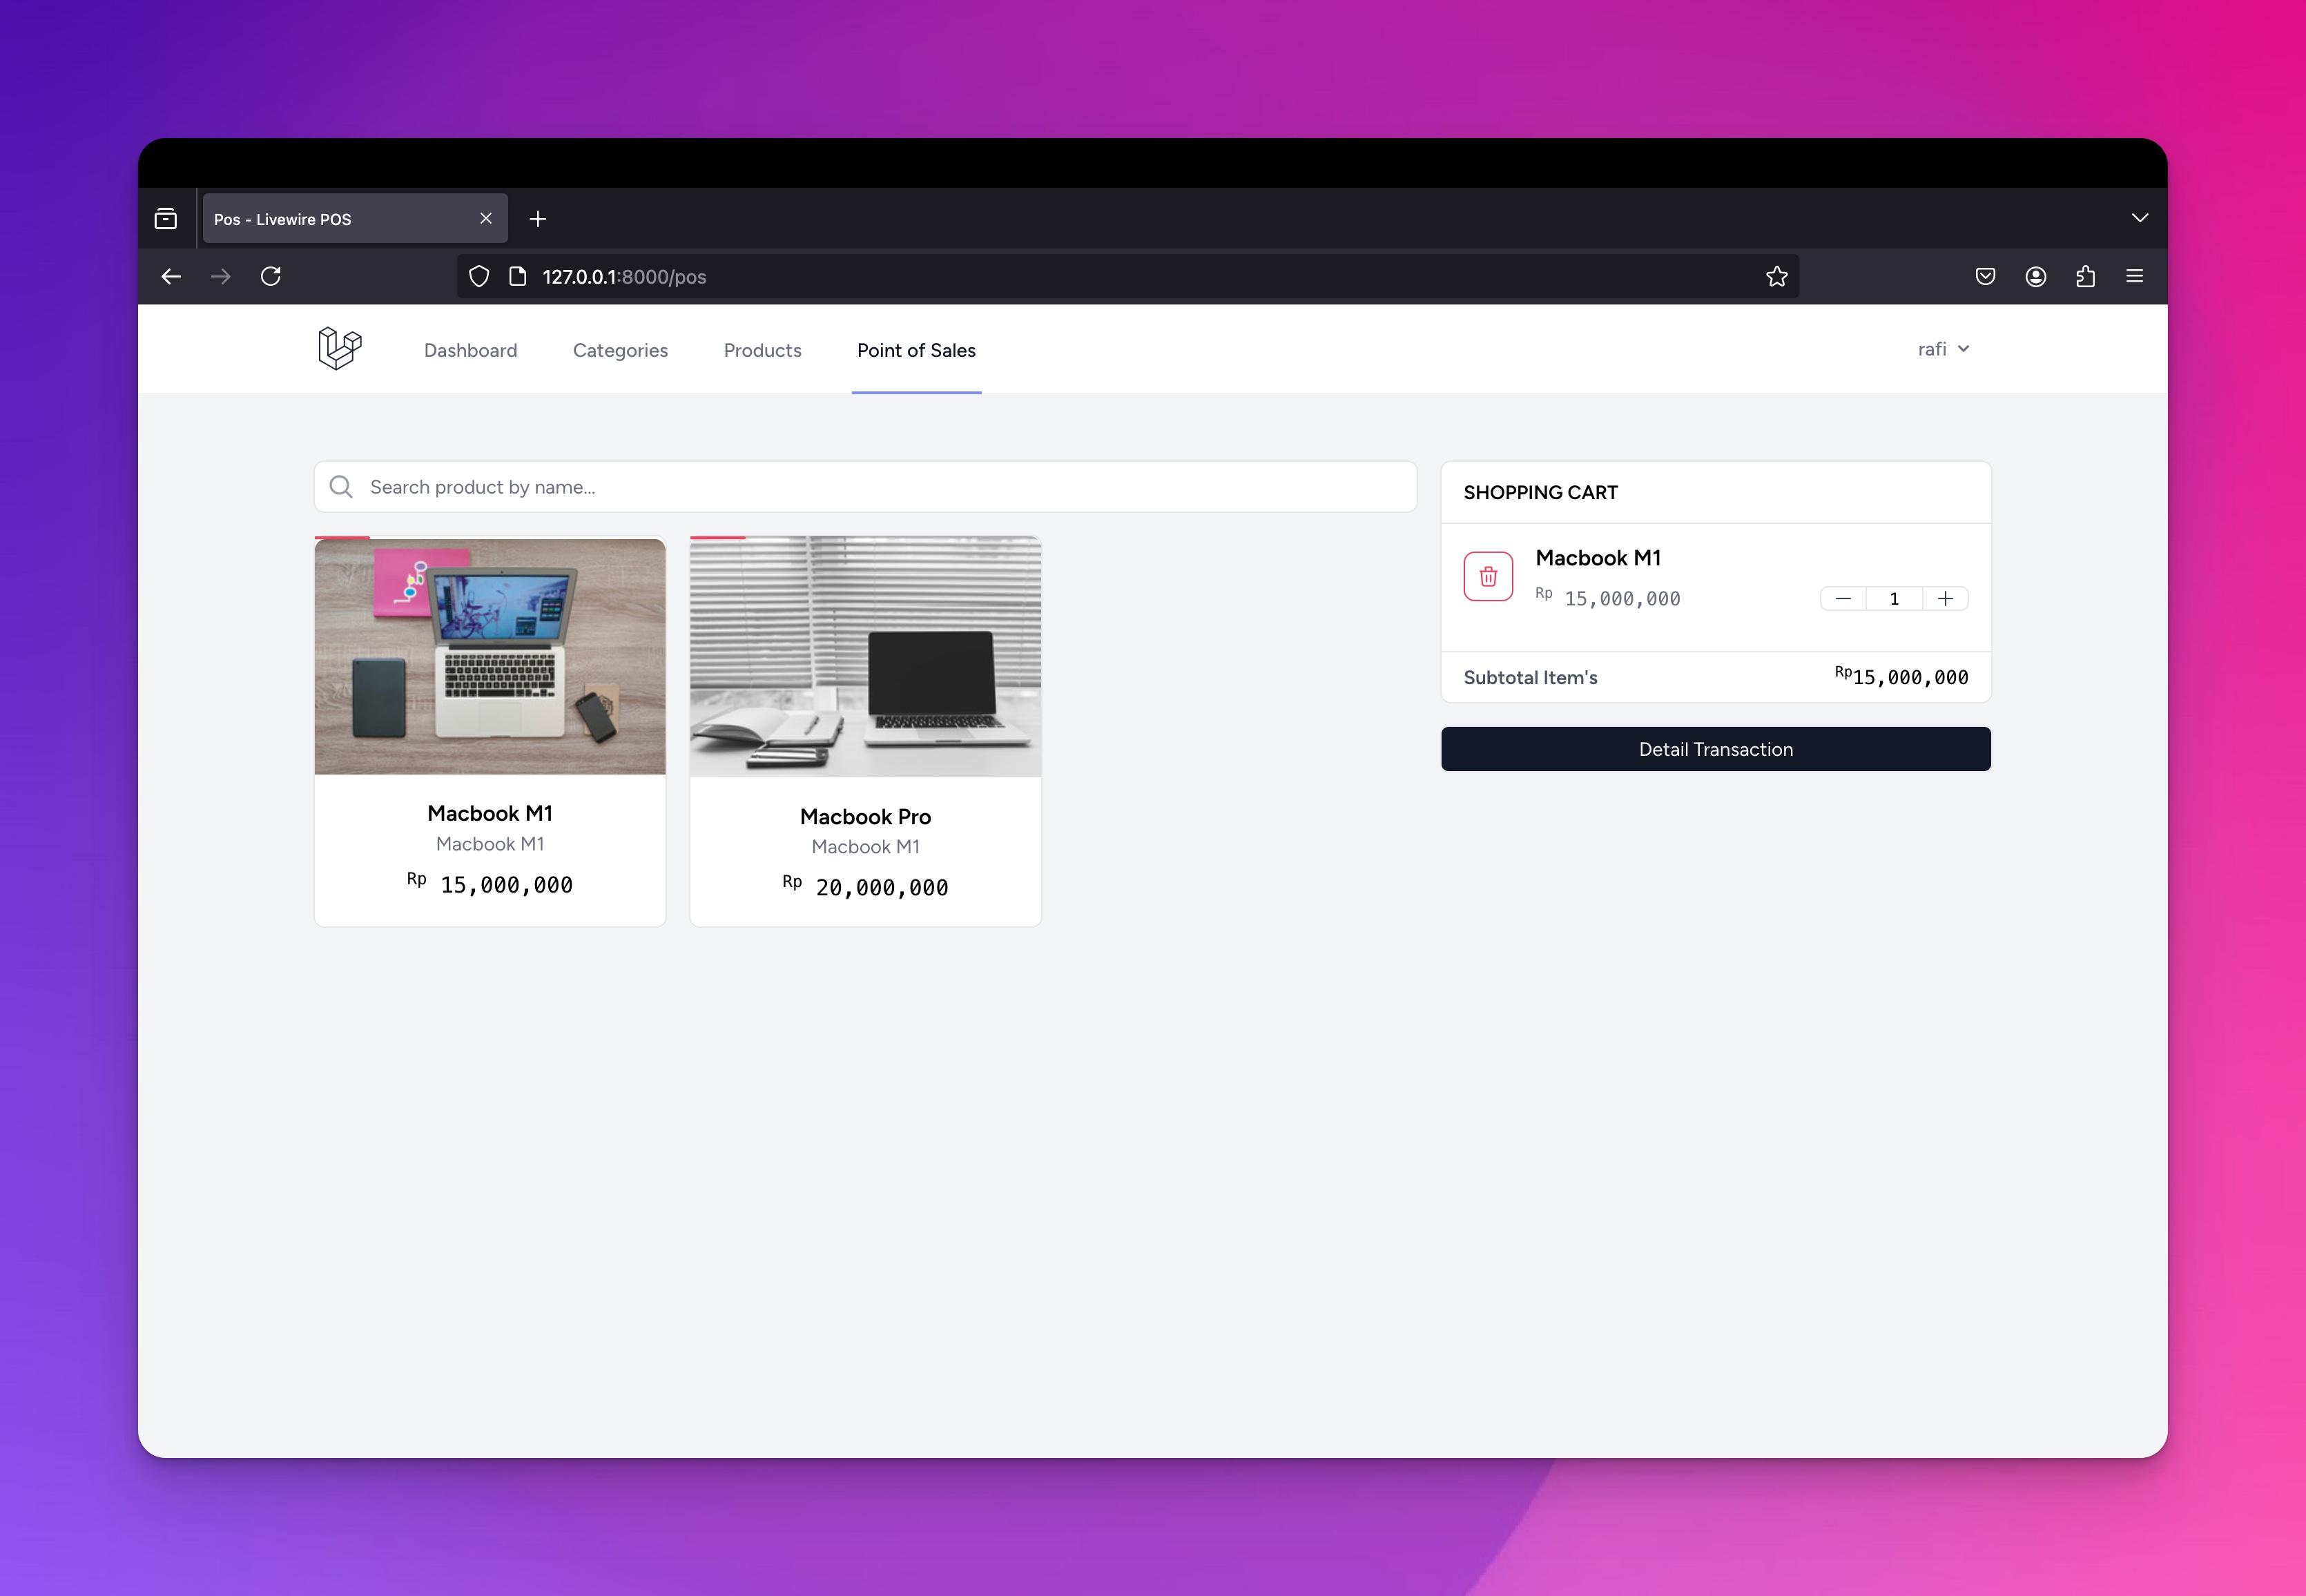 Pos - Livewire POS
127.0.0.1:8000/pos
Dashboard
Categories
Products
Point of Sales
rafi
Search product by name...
Macbook M1
Macbook M1
Rp 15,000,000
Macbook Pro
Macbook M1
Rp 20,000,000
SHOPPING CART
Macbook M1
Rp 15,000,000
1
Subtotal Item's
Rp15,000,000
Detail Transaction